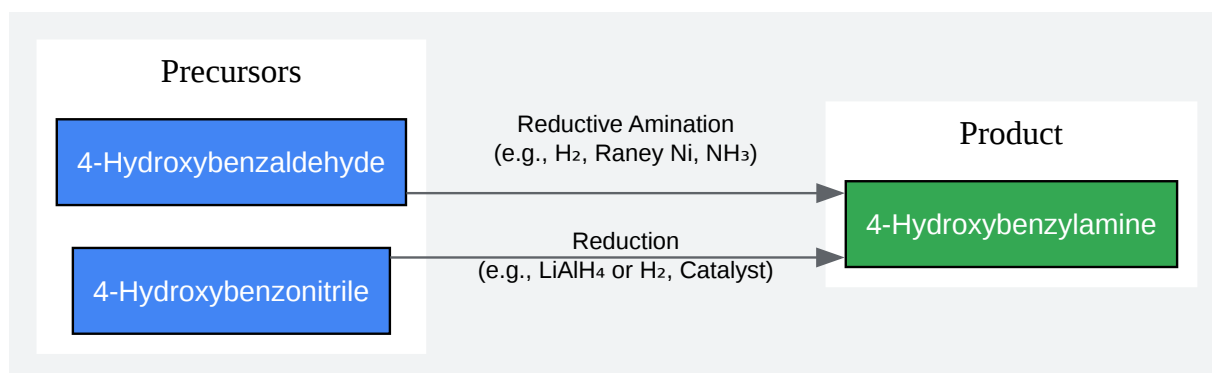 Precursors
4-Hydroxybenzaldehyde
4-Hydroxybenzonitrile
Reductive Amination
(e.g., H₂, Raney Ni, NH₃)
Reduction
(e.g., LiAlH₄ or H₂, Catalyst)
Product
4-Hydroxybenzylamine